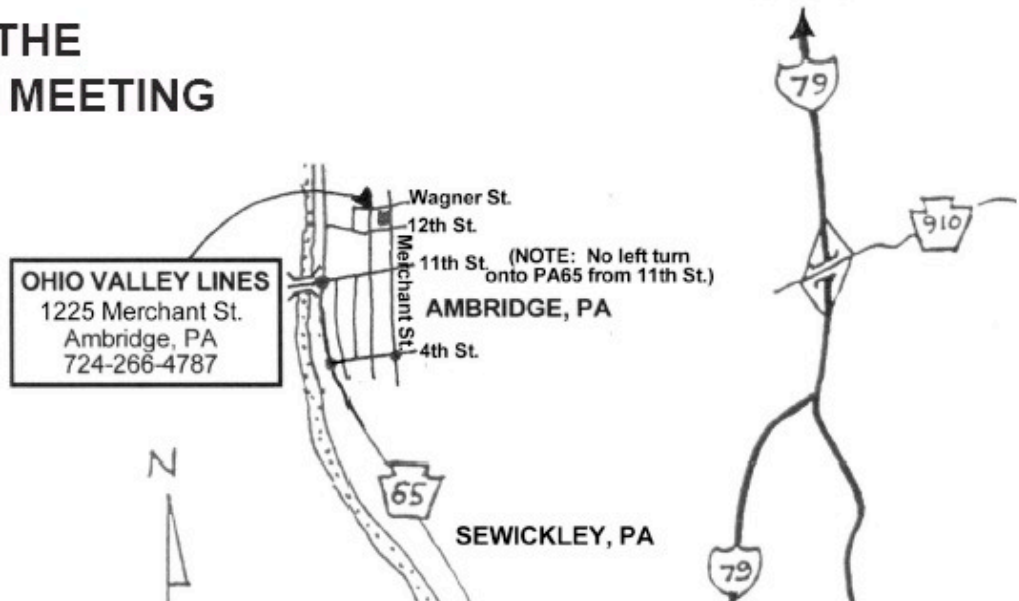 THE
MEETING
79
910
Wagner St.
12th St.
11th St.
(NOTE: No left turn
onto PA65 from 11th St.)
Merchant St.
OHIO VALLEY LINES
1225 Merchant St.
Ambridge, PA
724-266-4787
AMBRIDGE, PA
4th St.
N
65
SEWICKLEY, PA
79